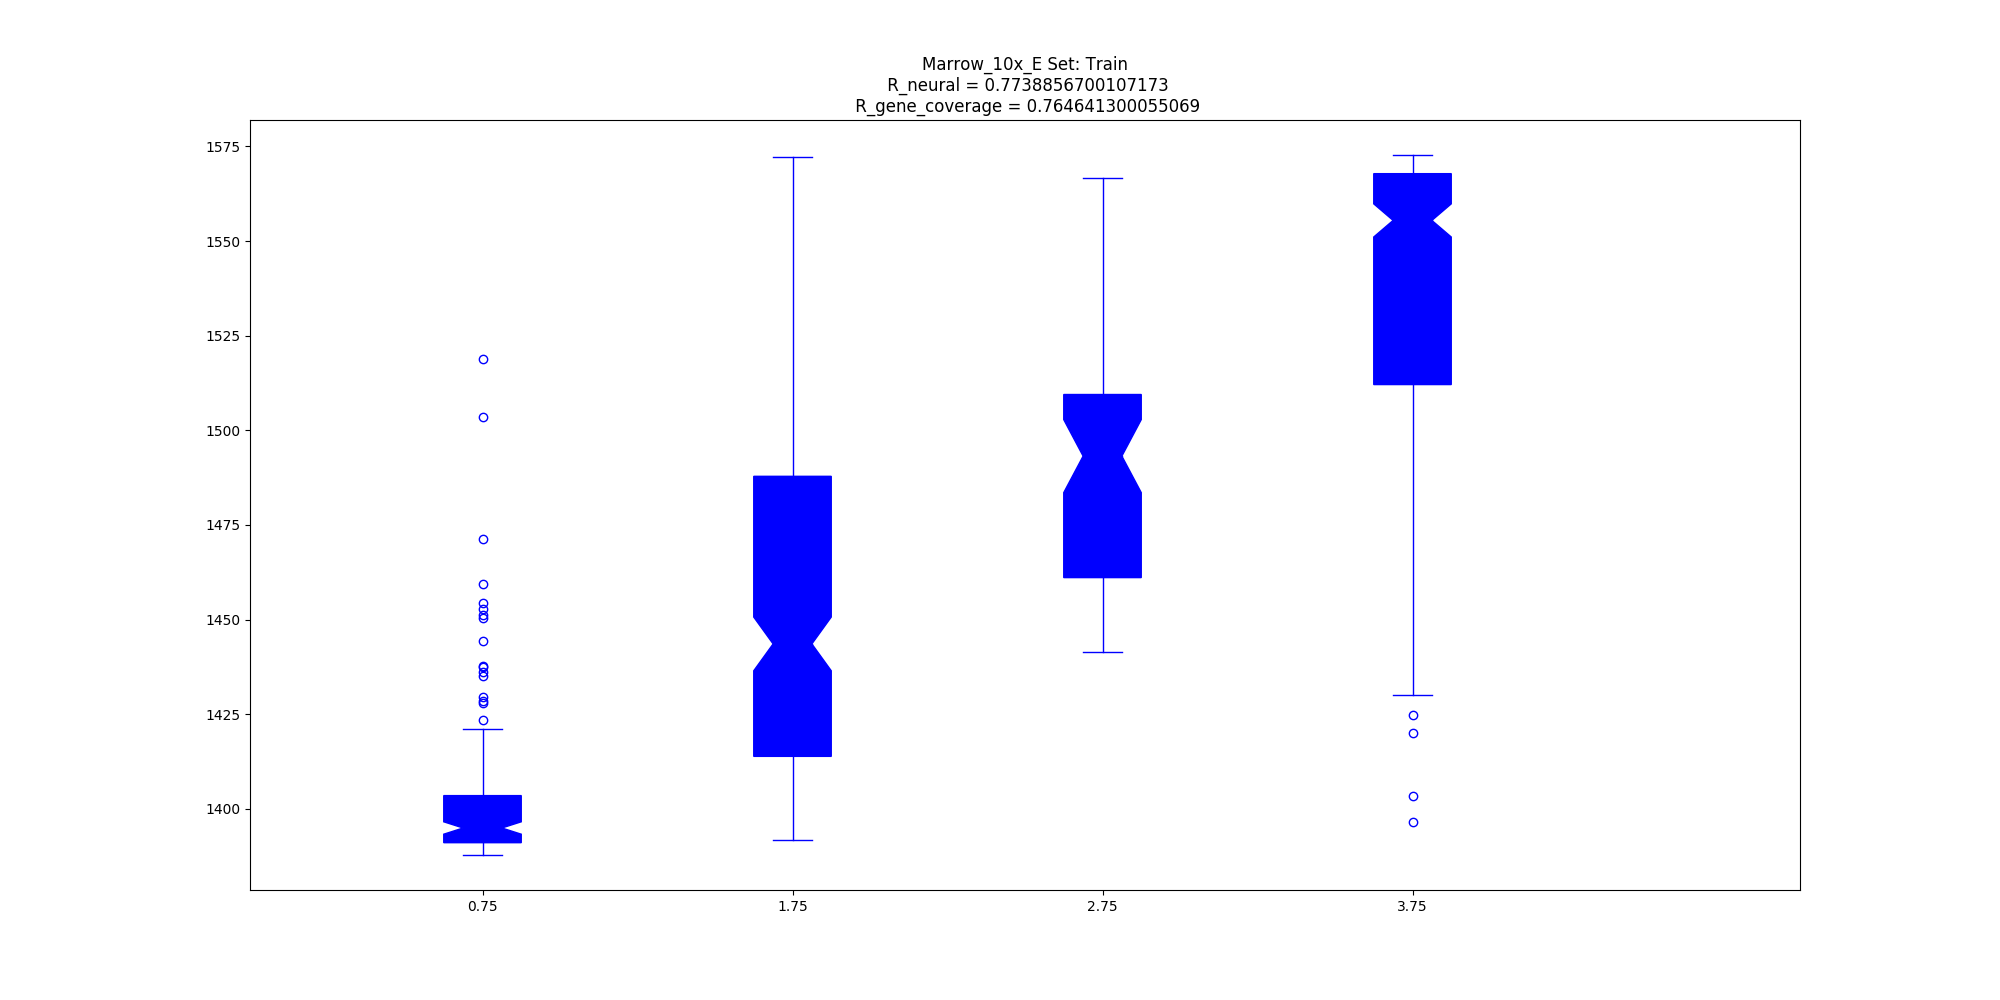 Marrow_10x_E Set: Train
R_neural = 0.7738856700107173
R_gene_coverage = 0.764641300055069
1575
1550
1525
1500
1475
1450
1425
1400
0.75 1.75 2.75 3.75